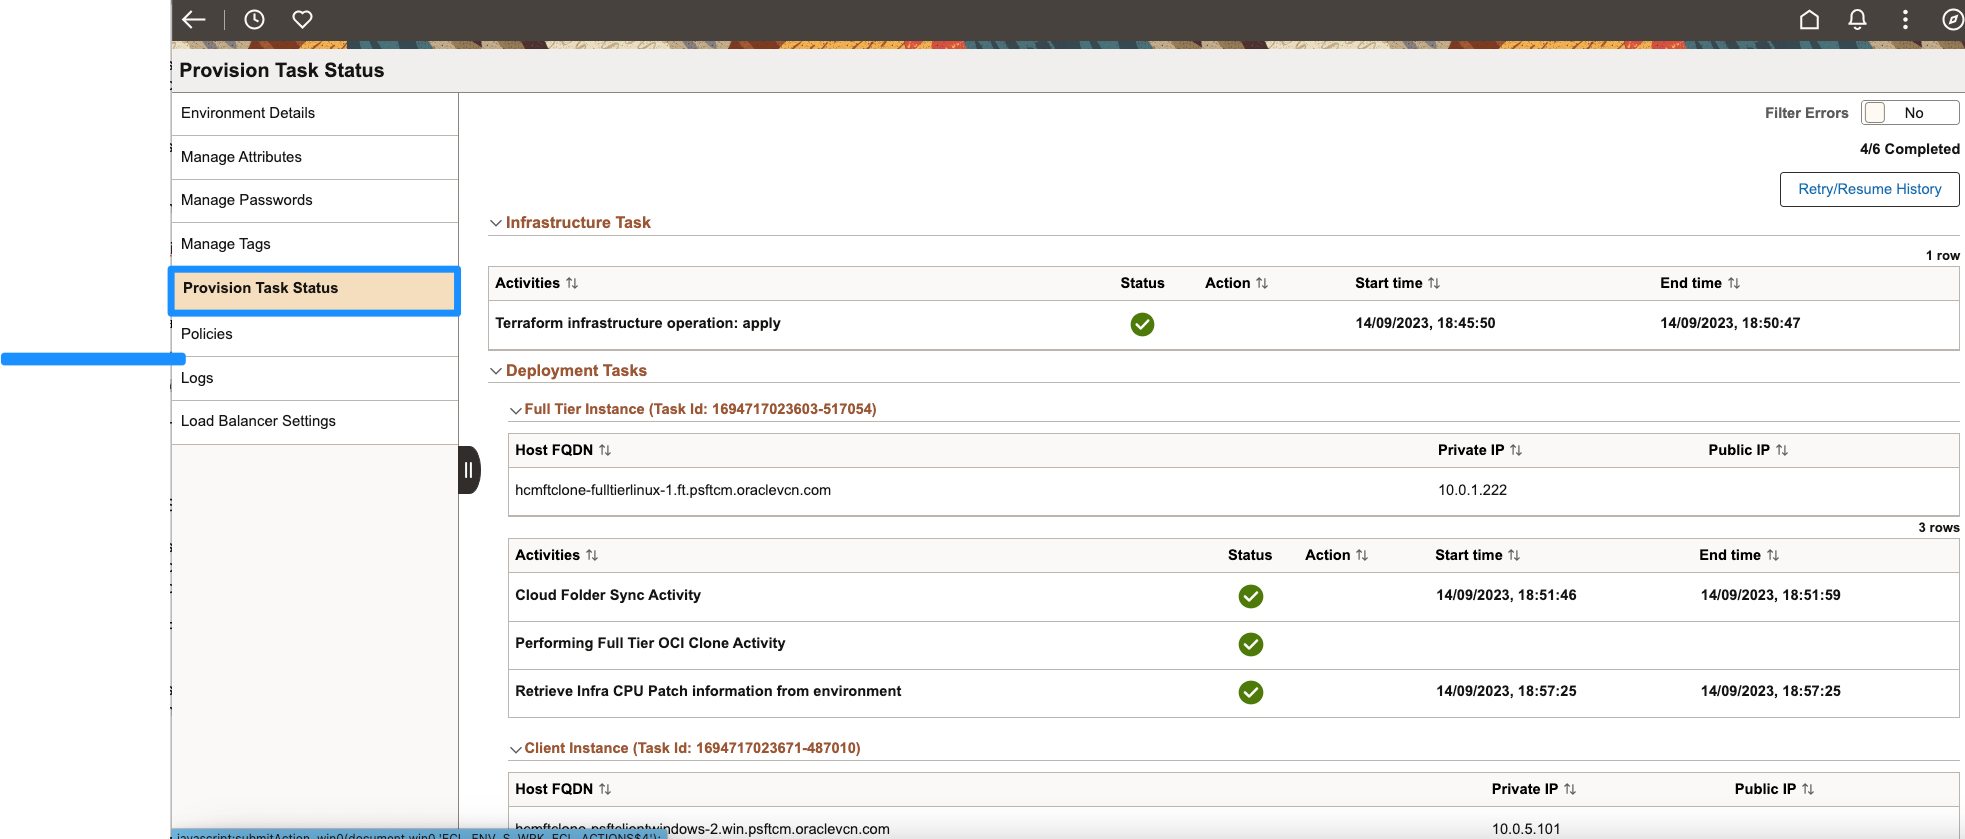 Provision Task Status
Environment Details
Manage Attributes
Manage Passwords
Manage Tags
Provision Task Status
Policies
Logs
Load Balancer Settings
Filter Errors No
4/6 Completed
Retry/Resume History
Infrastructure Task
1 row
Activities Status Action Start time End time
Terraform infrastructure operation: apply 14/09/2023, 18:45:50 14/09/2023, 18:50:47
Deployment Tasks
Full Tier Instance (Task Id: 1694717023603-517054)
Host FQDN Private IP Public IP
hcmftclone-fulltierlinux-1.ft.psftcm.oraclevcn.com 10.0.1.222
3 rows
Activities Status Action Start time End time
Cloud Folder Sync Activity 14/09/2023, 18:51:46 14/09/2023, 18:51:59
Performing Full Tier OCI Clone Activity
Retrieve Infra CPU Patch information from environment 14/09/2023, 18:57:25 14/09/2023, 18:57:25
Client Instance (Task Id: 1694717023671-487010)
Host FQDN Private IP Public IP
hcmftclone-psftclientwindows-2.win.psftcm.oraclevcn.com 10.0.5.101